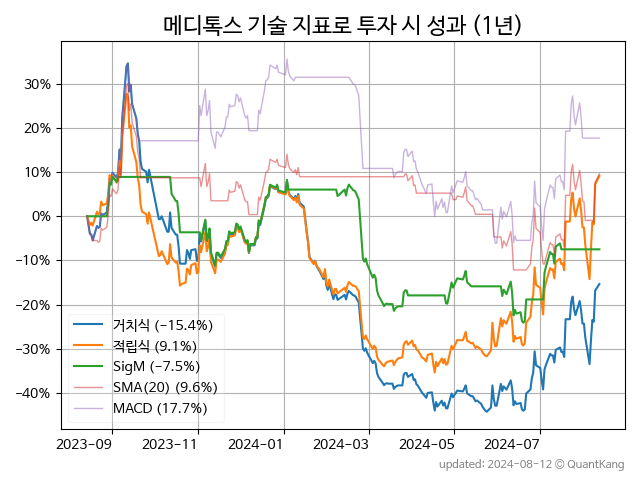 메디톡스 기술 지표로 투자 시 성과 (1년)
30%
20%
10%
0%
−10%
−20%
−30%
−40%
거치식 (−15.4%)
적립식 (9.1%)
SigM (−7.5%)
SMA(20) (9.6%)
MACD (17.7%)
2023-09 2023-11 2024-01 2024-03 2024-05 2024-07
updated: 2024-08-12 © QuantKang